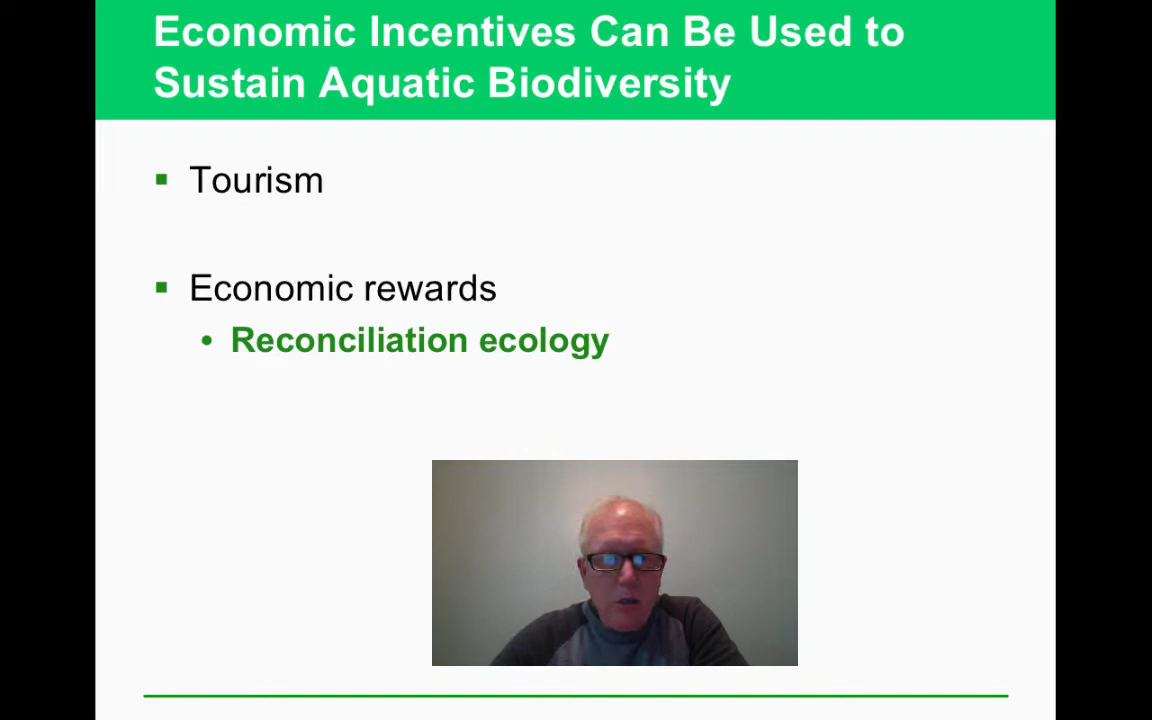 Economic Incentives Can Be Used to
Sustain Aquatic Biodiversity
Tourism
Economic rewards
Reconciliation ecology